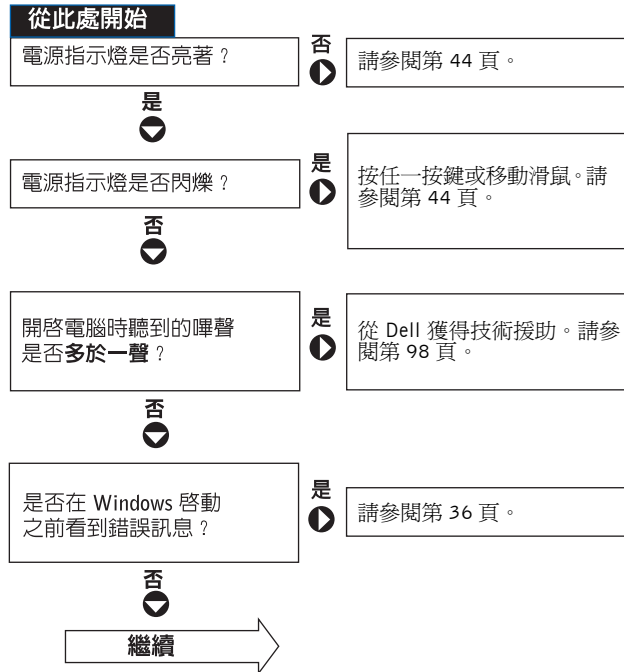 從此處開始
電源指示燈是否亮著？
否
請參閱第 44 頁。
是
電源指示燈是否閃爍？
是
按任一按鍵或移動滑鼠。請
參閱第 44 頁。
否
開啓電腦時聽到的嗶聲
是否多於一聲？
是
從 Dell 獲得技術援助。請參
閱第 98 頁。
否
是否在 Windows 啓動
之前看到錯誤訊息？
是
請參閱第 36 頁。
否
繼續